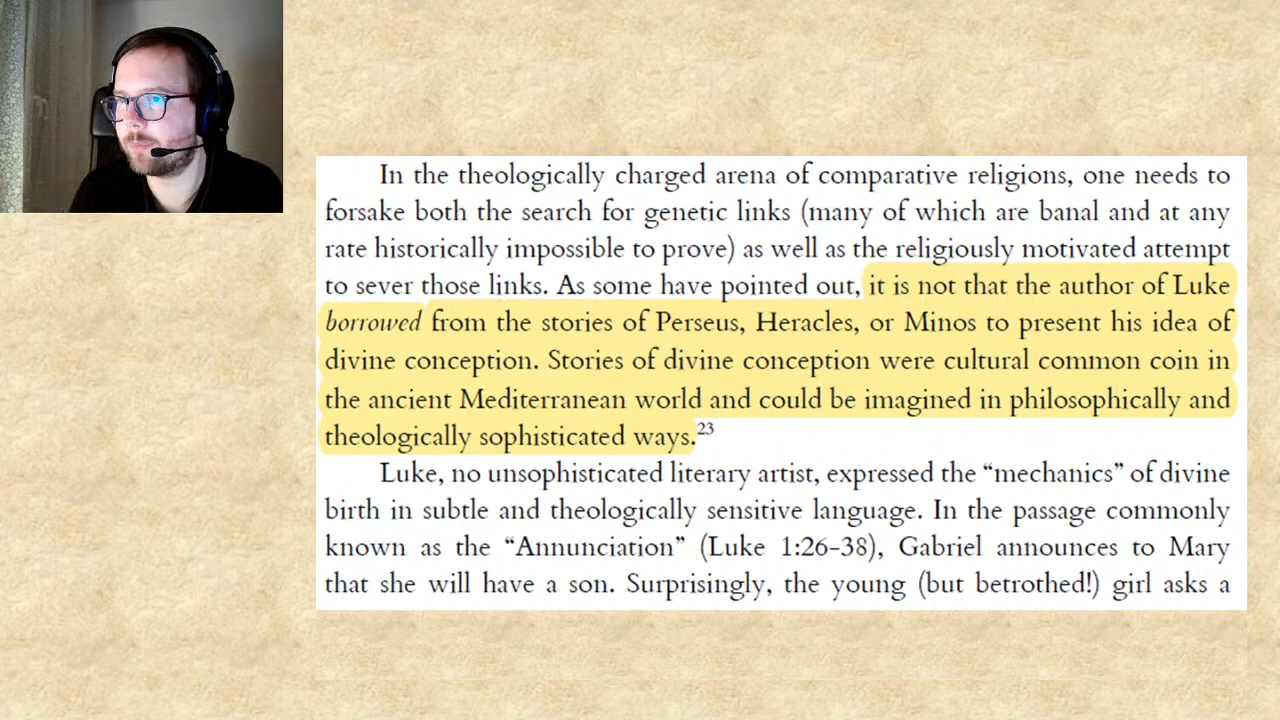 In the theologically charged arena of comparative religions, one needs to
forsake both the search for genetic links (many of which are banal and at any
rate historically impossible to prove) as well as the religiously motivated attempt
to sever those links. As some have pointed out, it is not that the author of Luke
borrowed from the stories of Perseus, Heracles, or Minos to present his idea of
divine conception. Stories of divine conception were cultural common coin in
the ancient Mediterranean world and could be imagined in philosophically and
theologically sophisticated ways.23
Luke, no unsophisticated literary artist, expressed the “mechanics” of divine
birth in subtle and theologically sensitive language. In the passage commonly
known as the “Annunciation” (Luke 1:26–38), Gabriel announces to Mary
that she will have a son. Surprisingly, the young (but betrothed!) girl asks a